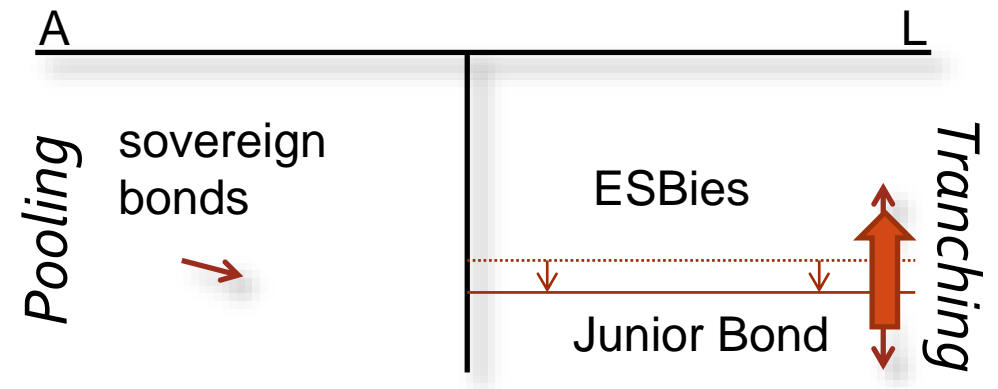 A
L
Pooling
sovereign
bonds
ESBies
Junior Bond
Tranching